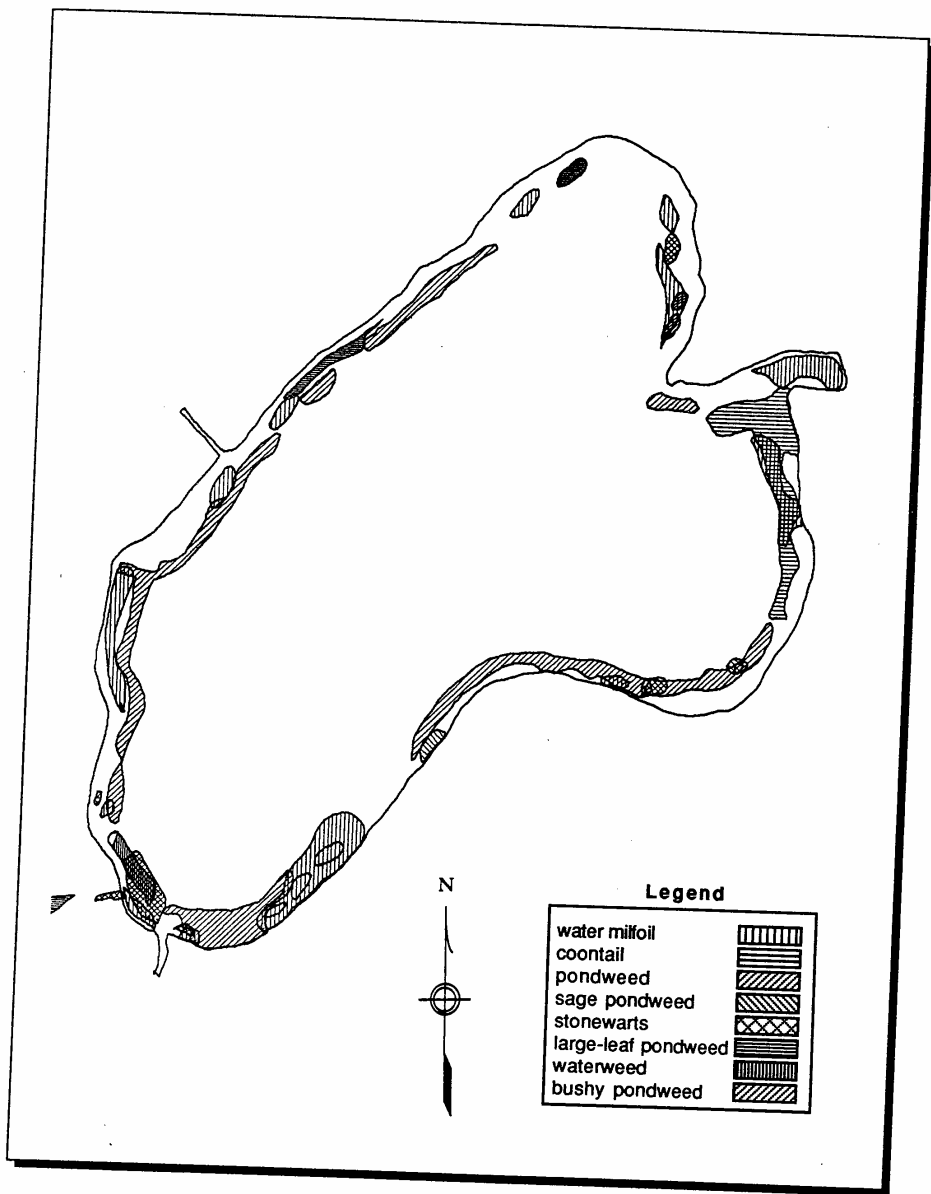 N
Legend
water milfoil
coontail
pondweed
sage pondweed
stonewarts
large-leaf pondweed
waterweed
bushy pondweed